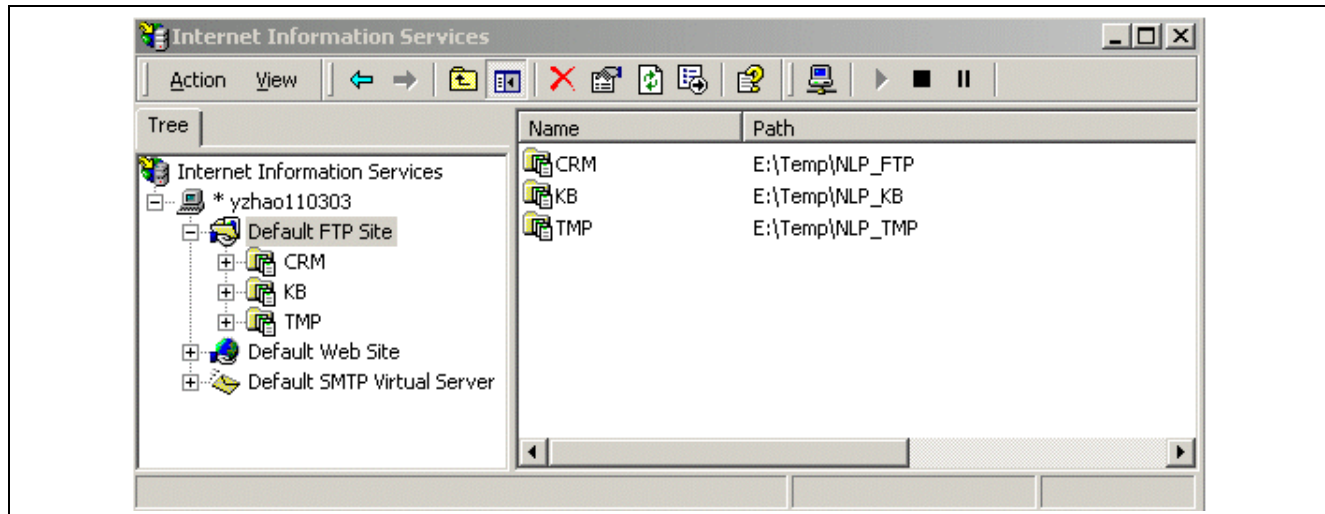 Internet Information Services
Action View
Tree
Name Path
Internet Information Services
* yzhao110303
Default FTP Site
CRM
KB
TMP
Default Web Site
Default SMTP Virtual Server
CRM E:\Temp\NLP_FTP
KB E:\Temp\NLP_KB
TMP E:\Temp\NLP_TMP